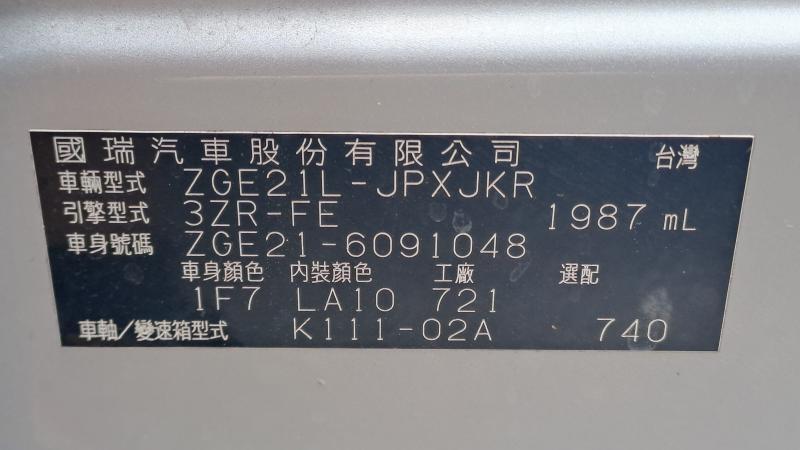 國瑞汽車股份有限公司 台灣
車輛型式 ZGE21L-JPXJKR
引擎型式 3ZR-FE 1987 mL
車身號碼 ZGE21-6091048
車身顏色 內裝顏色 工廠 選配
1F7 LA10 721
車軸/變速箱型式 K111-02A 740